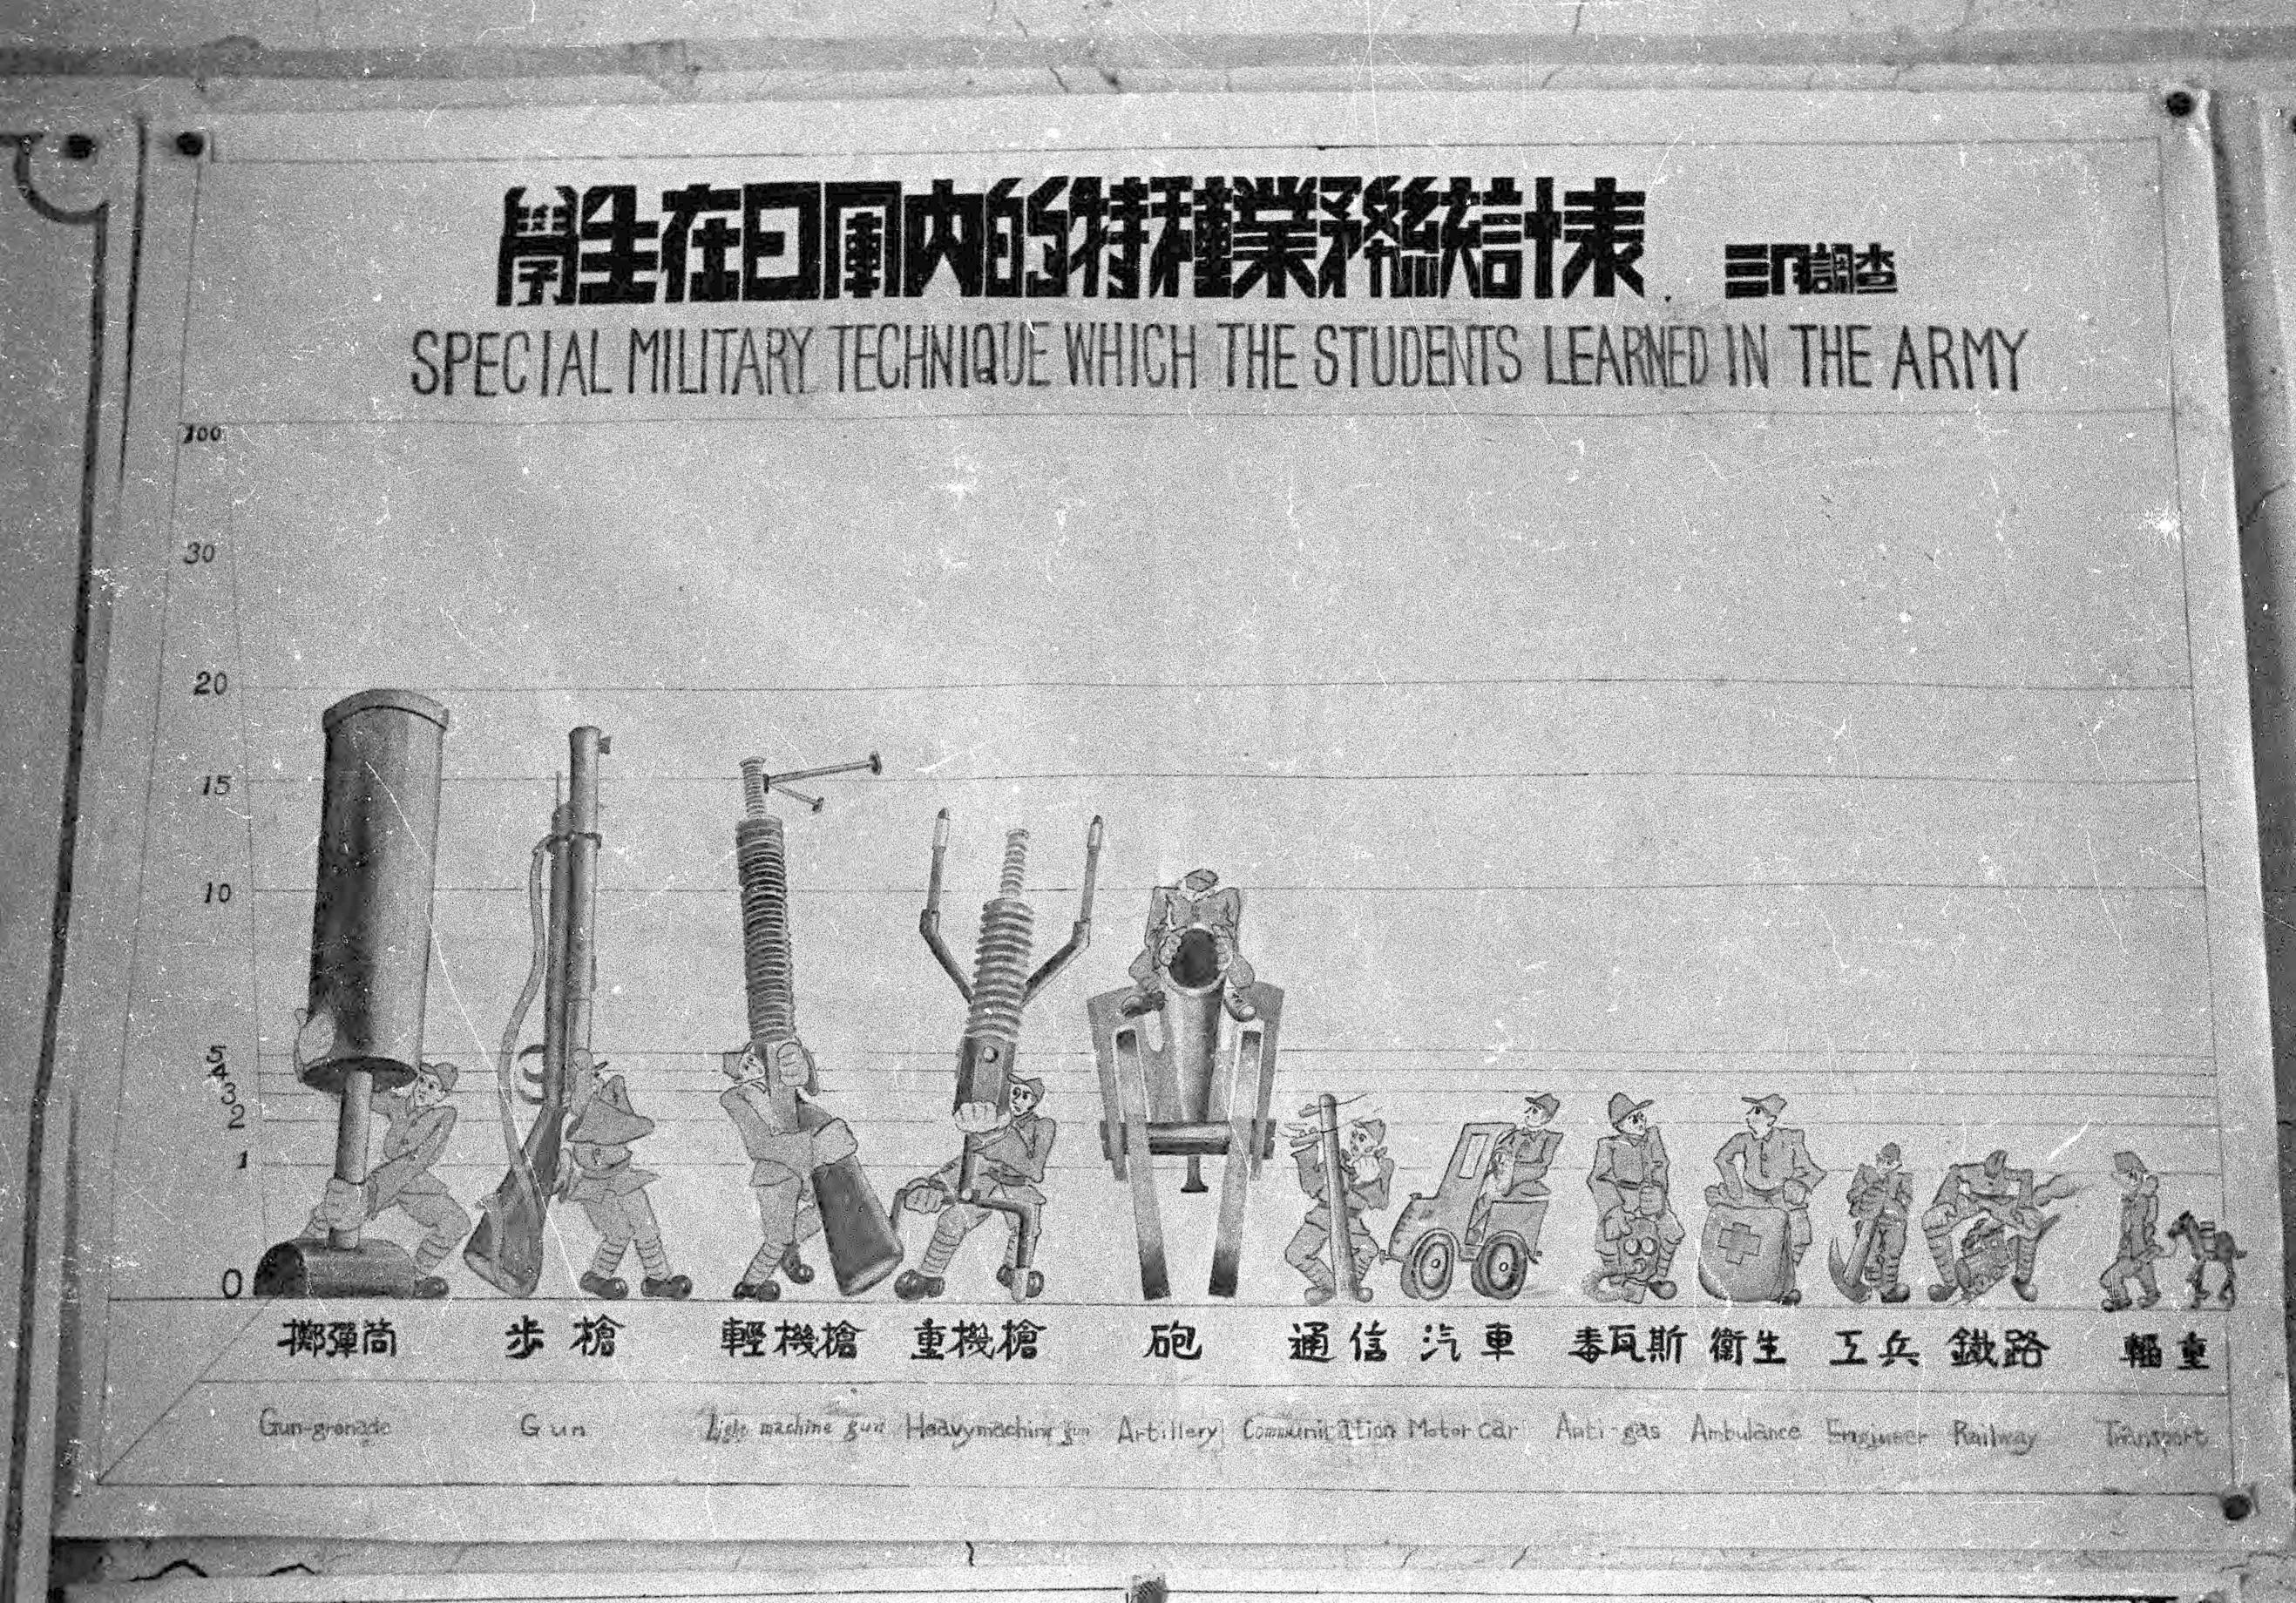 學生在日軍內的特種業務統計表 三月調查
SPECIAL MILITARY TECHNIQUE WHICH THE STUDENTS LEARNED IN THE ARMY
100
30
20
15
10
5
4
3
2
1
0
擲彈筒 步槍 輕機槍 重機槍 砲 通信 汽車 毒瓦斯 衛生 工兵 鐵路 輜重
Gun-grenade Gun Light machine gun Heavy machine gun Artillery Communication Motor car Anti-gas Ambulance Engineer Railway Transport